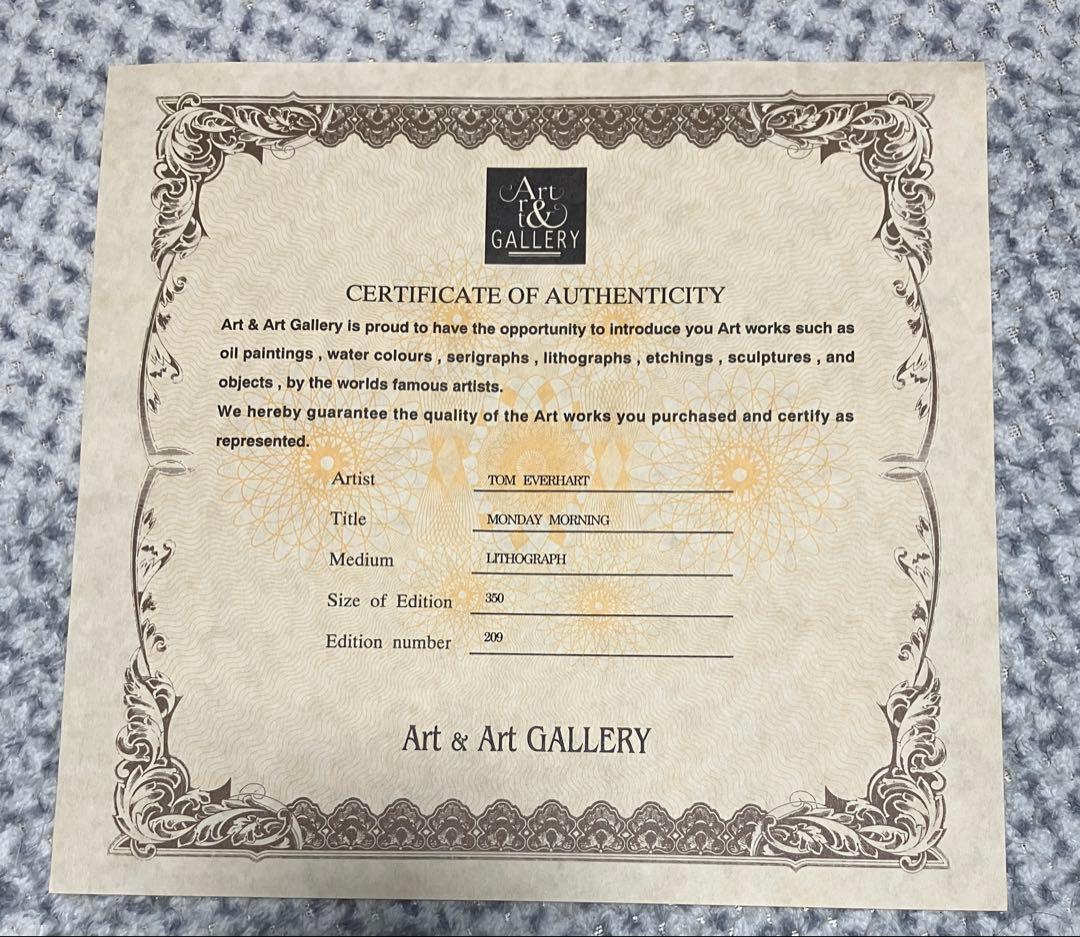 Art
rt&
GALLERY
CERTIFICATE OF AUTHENTICITY
Art & Art Gallery is proud to have the opportunity to introduce you Art works such as
oil paintings , water colours , serigraphs , lithographs , etchings , sculptures , and
objects , by the worlds famous artists.
We hereby guarantee the quality of the Art works you purchased and certify as
represented.
Artist TOM EVERHART
Title MONDAY MORNING
Medium LITHOGRAPH
Size of Edition 350
Edition number 209
Art & Art GALLERY